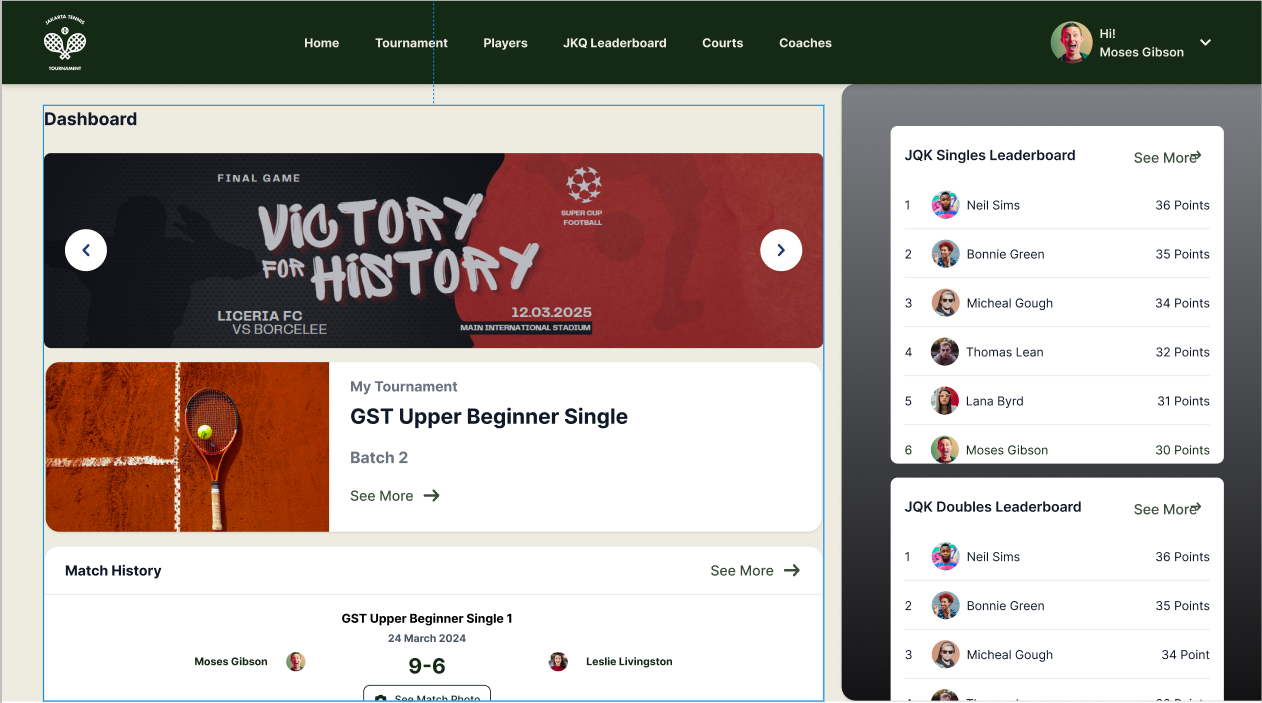 JAKARTA TENNIS
TOURNAMENT
Home
Tournament
Players
JKQ Leaderboard
Courts
Coaches
Hi!
Moses Gibson
Dashboard
FINAL GAME
VICTORY
FOR HISTORY
SUPER CUP
FOOTBALL
LICERIA FC
VS BORCELEE
12.03.2025
MAIN INTERNATIONAL STADIUM
My Tournament
GST Upper Beginner Single
Batch 2
See More
Match History
See More
GST Upper Beginner Single 1
24 March 2024
Moses Gibson
9-6
Leslie Livingston
See Match Photo
JQK Singles Leaderboard
See More
1 Neil Sims 36 Points
2 Bonnie Green 35 Points
3 Micheal Gough 34 Points
4 Thomas Lean 32 Points
5 Lana Byrd 31 Points
6 Moses Gibson 30 Points
JQK Doubles Leaderboard
See More
1 Neil Sims 36 Points
2 Bonnie Green 35 Points
3 Micheal Gough 34 Point